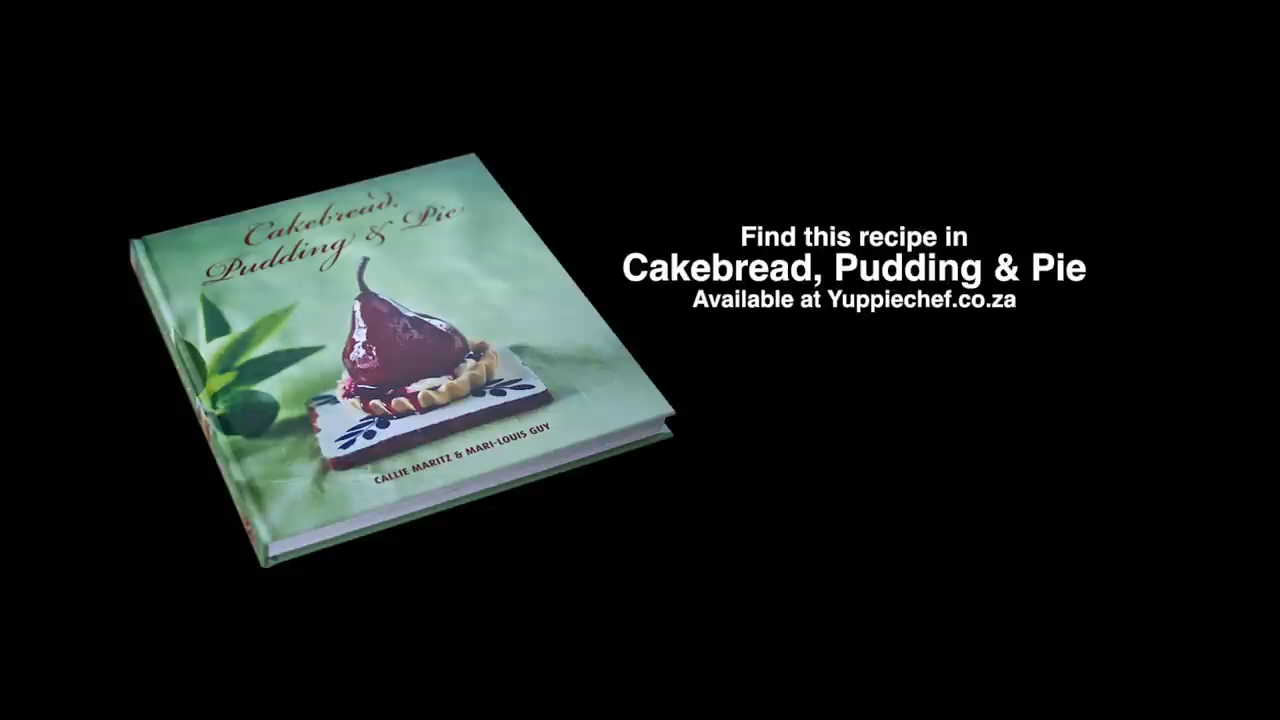 Cakebread,
Pudding & Pie
CALLIE MARITZ & MARI-LOUIS GUY
Find this recipe in
Cakebread, Pudding & Pie
Available at Yuppiechef.co.za